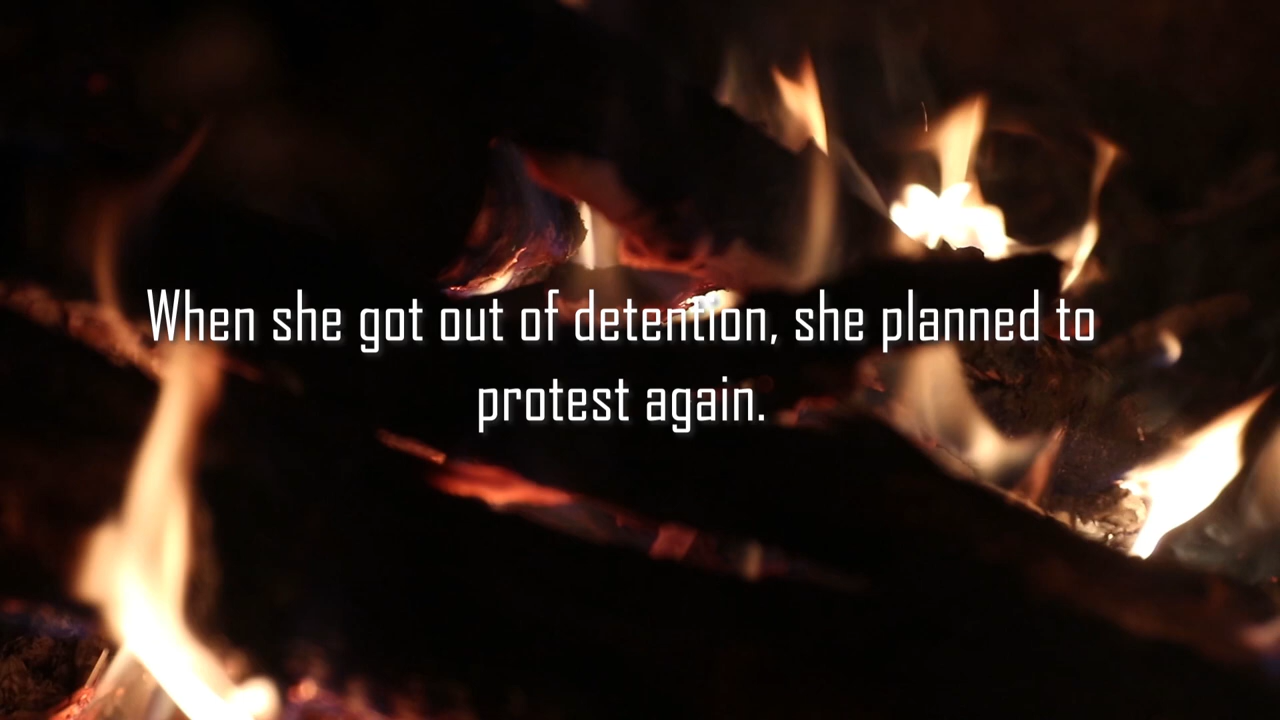 When she got out of detention, she planned to
protest again.